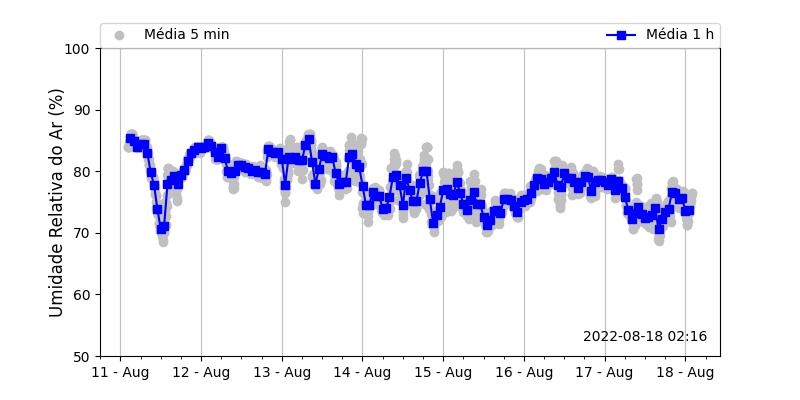 Média 5 min    Média 1 h
100
90
80
70
60
50
Umidade Relativa do Ar (%)
2022-08-18 02:16
11 - Aug    12 - Aug    13 - Aug    14 - Aug    15 - Aug    16 - Aug    17 - Aug    18 - Aug